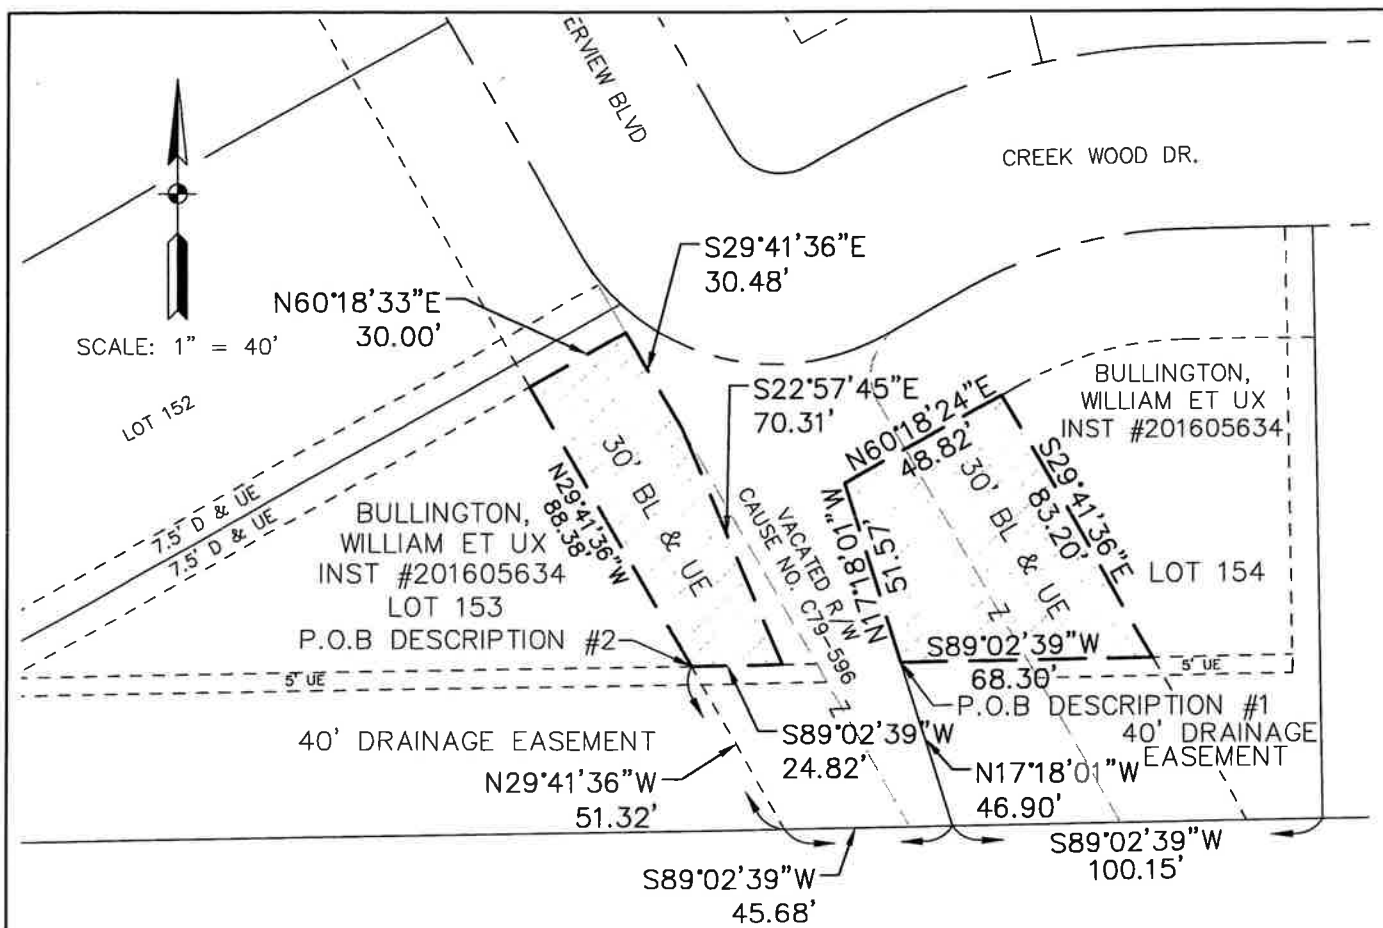 ERVIEW BLVD
CREEK WOOD DR.
S29°41'36"E
30.48'
N60°18'33"E
30.00'
SCALE: 1" = 40'
LOT 152
S22°57'45"E
70.31'
7.5' D & UE
7.5' D & UE
BULLINGTON,
WILLIAM ET UX
INST #201605634
LOT 153
P.O.B DESCRIPTION #2
N29°41'36"W
88.38'
30' BL & UE
VACATED R/W
CAUSE NO. C79-596
N60°18'24"E
48.82'
N17°18'01"W
51.57'
30' BL & UE
S29°41'36"E
83.20'
BULLINGTON,
WILLIAM ET UX
INST #201605634
LOT 154
S89°02'39"W
68.30'
5' UE
5' UE
P.O.B DESCRIPTION #1
40' DRAINAGE EASEMENT
40' DRAINAGE
EASEMENT
S89°02'39"W
24.82'
N29°41'36"W
51.32'
N17°18'01"W
46.90'
S89°02'39"W
100.15'
S89°02'39"W
45.68'